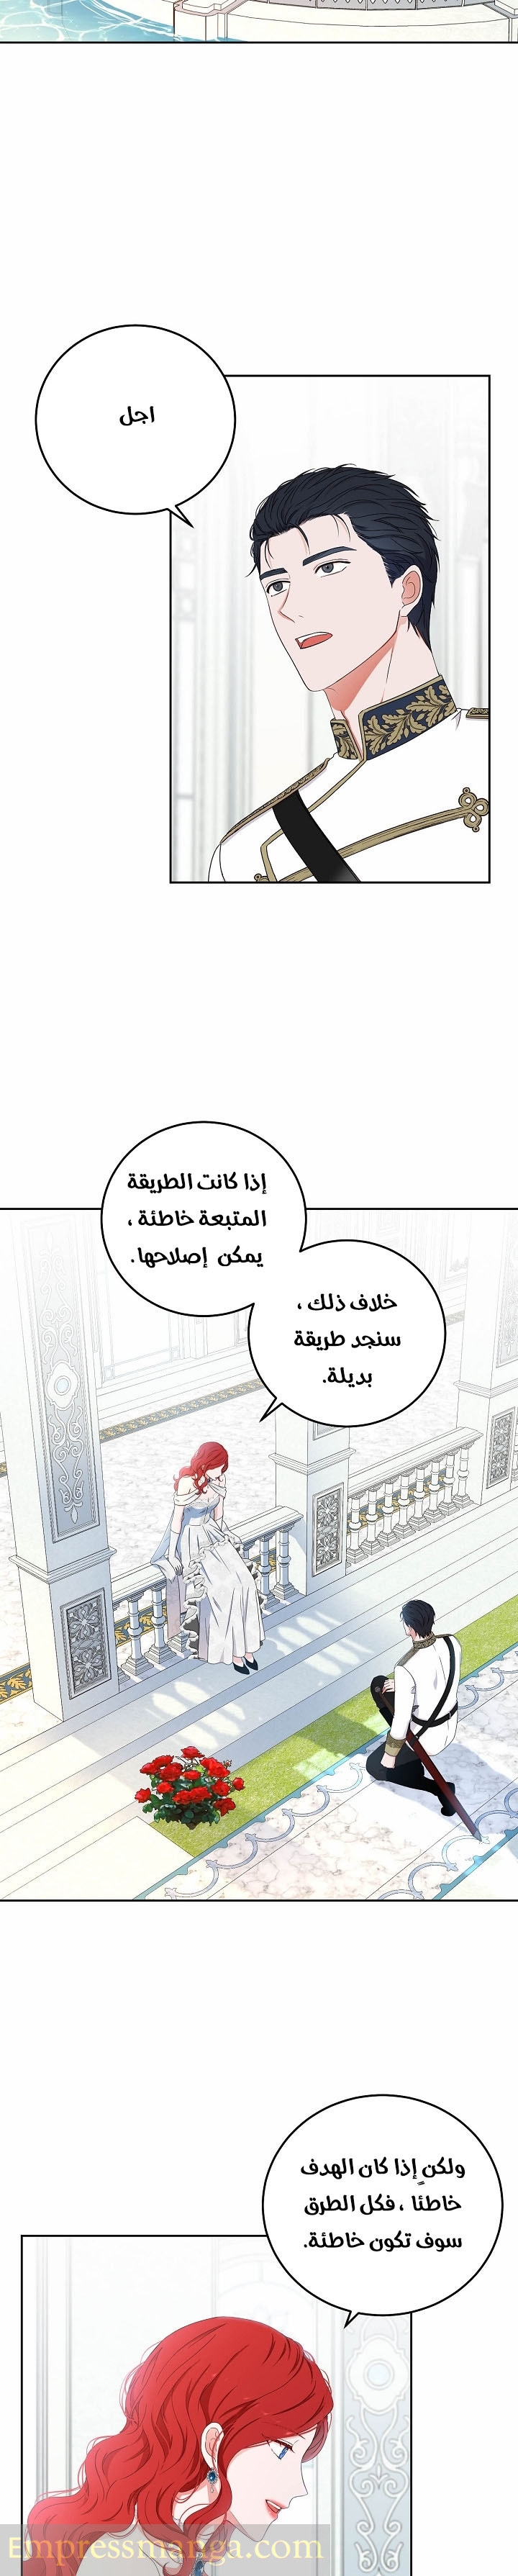 اجل
إذا كانت الطريقة
المتبعة خاطئة ،
يمكن إصلاحها.
خلاف ذلك ،
سنجد طريقة
بديلة.
ولكن إذا كان الهدف
خاطئًا ، فكل الطرق
سوف تكون خاطئة.
Empressmanga.com